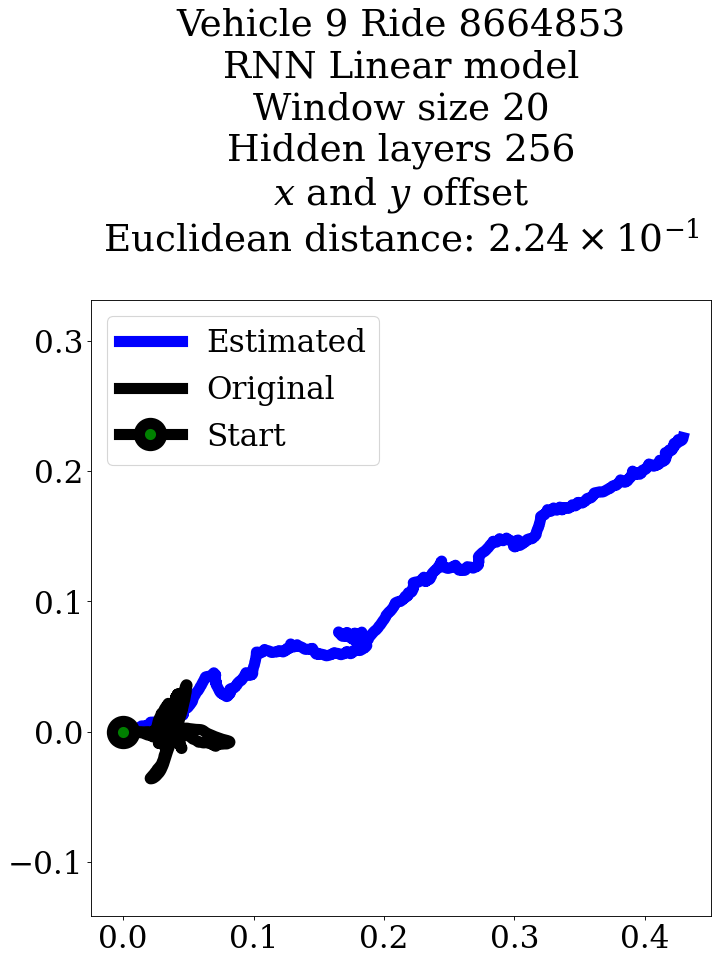 Vehicle 9 Ride 8664853
RNN Linear model
Window size 20
Hidden layers 256
x and y offset
Euclidean distance: 2.24 × 10⁻¹
Estimated
Original
Start
0.3
0.2
0.1
0.0
−0.1
0.0 0.1 0.2 0.3 0.4